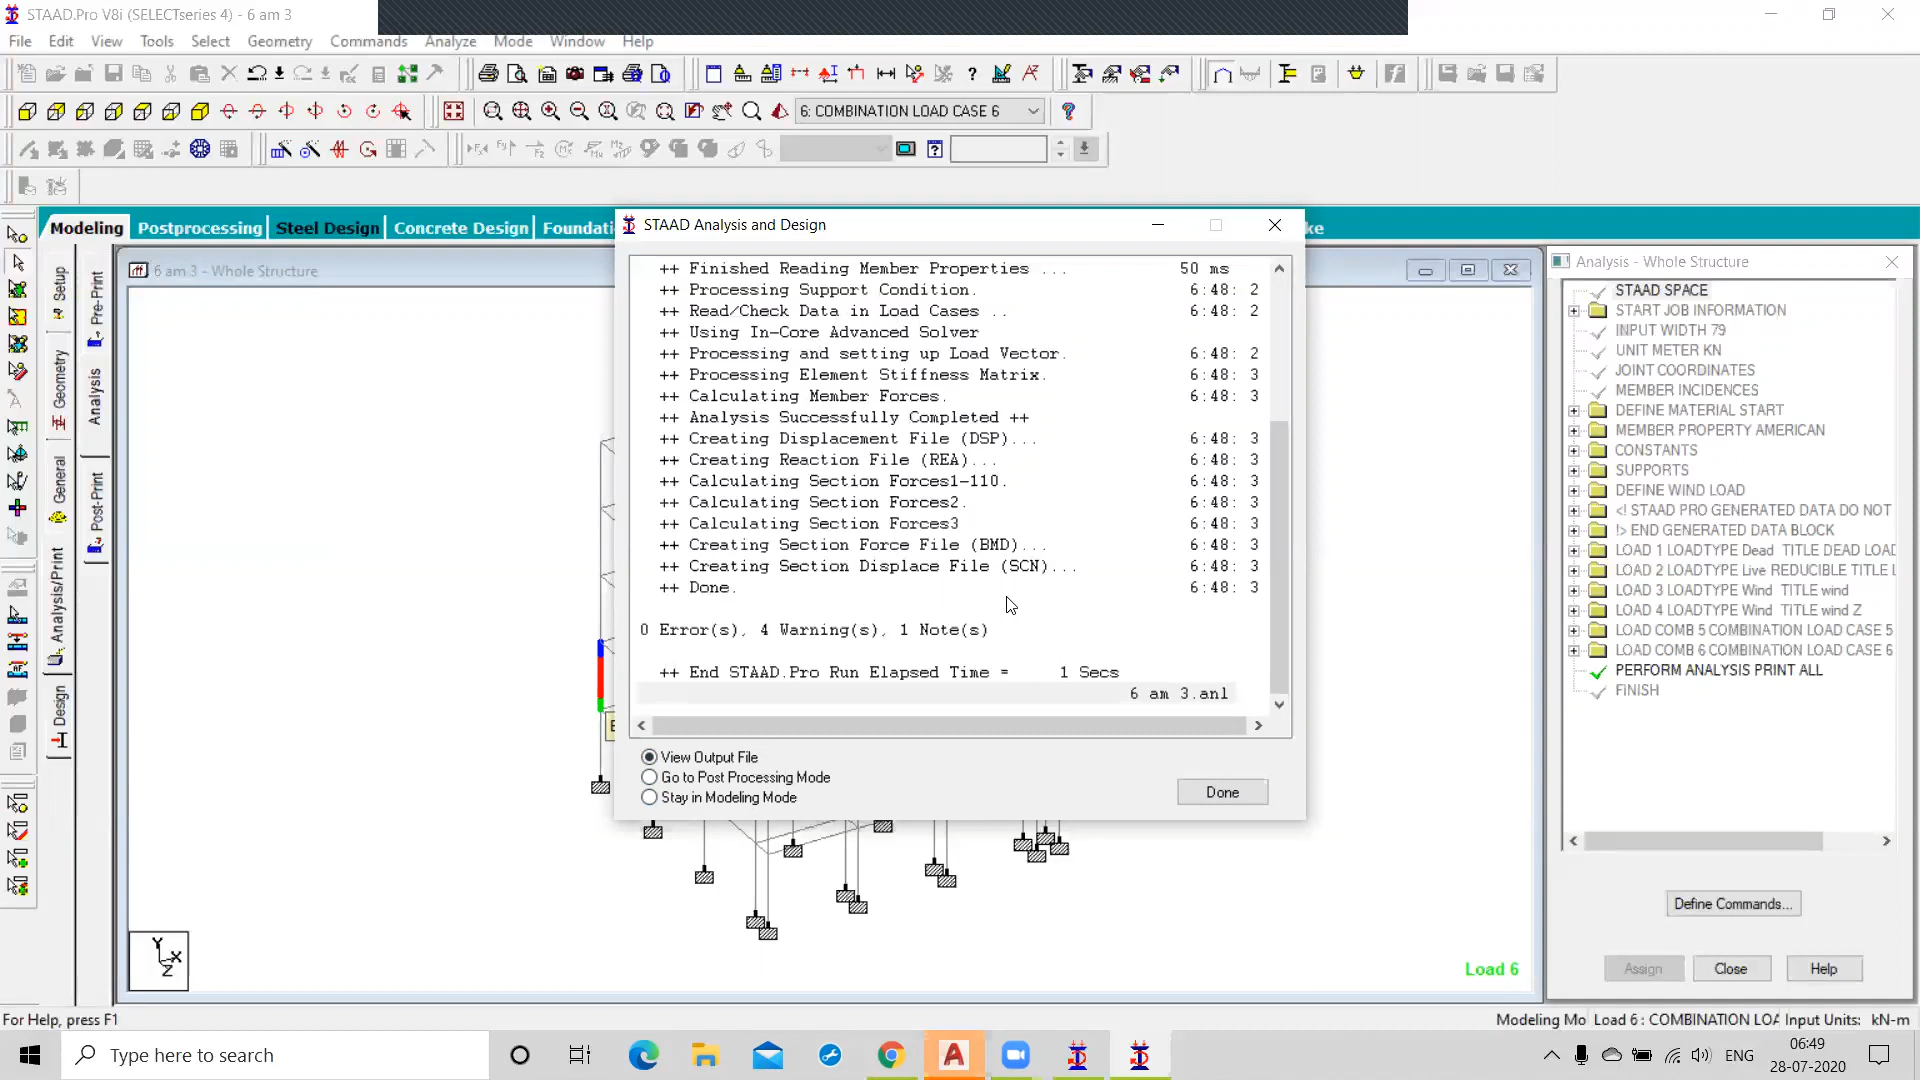 STAAD.Pro V8i (SELECTseries 4) - 6 am 3
File Edit View Tools Select Geometry Commands Analyze Mode Window Help
6: COMBINATION LOAD CASE 6
Modeling Postprocessing Steel Design Concrete Design Foundati ke
6 am 3 - Whole Structure
Setup
Geometry
General
Analysis/Print
Design
Pre-Print
Analysis
Post-Print
STAAD Analysis and Design
++ Finished Reading Member Properties ... 50 ms
++ Processing Support Condition. 6:48: 2
++ Read/Check Data in Load Cases .. 6:48: 2
++ Using In-Core Advanced Solver
++ Processing and setting up Load Vector. 6:48: 2
++ Processing Element Stiffness Matrix. 6:48: 3
++ Calculating Member Forces. 6:48: 3
++ Analysis Successfully Completed ++
++ Creating Displacement File (DSP)... 6:48: 3
++ Creating Reaction File (REA)... 6:48: 3
++ Calculating Section Forces1-110. 6:48: 3
++ Calculating Section Forces2. 6:48: 3
++ Calculating Section Forces3 6:48: 3
++ Creating Section Force File (BMD)... 6:48: 3
++ Creating Section Displace File (SCN)... 6:48: 3
++ Done. 6:48: 3
0 Error(s), 4 Warning(s), 1 Note(s)
++ End STAAD.Pro Run Elapsed Time = 1 Secs
6 am 3.anl
View Output File
Go to Post Processing Mode
Stay in Modeling Mode
Done
Analysis - Whole Structure
STAAD SPACE
START JOB INFORMATION
INPUT WIDTH 79
UNIT METER KN
JOINT COORDINATES
MEMBER INCIDENCES
DEFINE MATERIAL START
MEMBER PROPERTY AMERICAN
CONSTANTS
SUPPORTS
DEFINE WIND LOAD
<! STAAD PRO GENERATED DATA DO NOT
!> END GENERATED DATA BLOCK
LOAD 1 LOADTYPE Dead TITLE DEAD LOAD
LOAD 2 LOADTYPE Live REDUCIBLE TITLE L
LOAD 3 LOADTYPE Wind TITLE wind
LOAD 4 LOADTYPE Wind TITLE wind Z
LOAD COMB 5 COMBINATION LOAD CASE 5
LOAD COMB 6 COMBINATION LOAD CASE 6
PERFORM ANALYSIS PRINT ALL
FINISH
Define Commands...
Assign Close Help
Y
X
Z
Load 6
For Help, press F1
Modeling Mo Load 6 : COMBINATION LOA Input Units: kN-m
Type here to search
ENG
06:49
28-07-2020